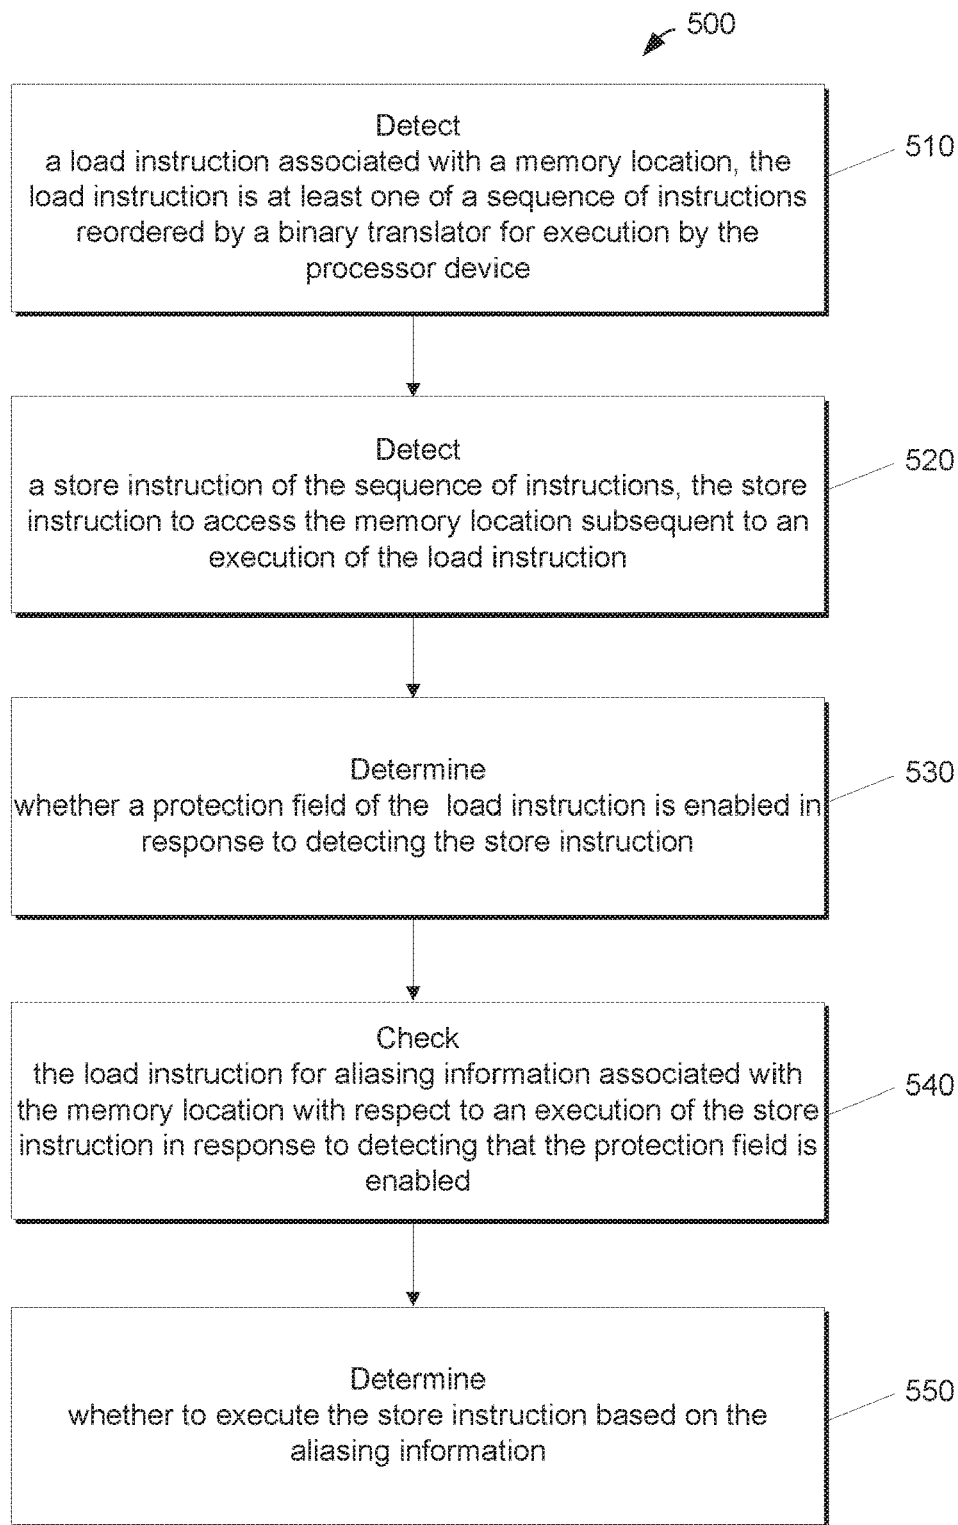 500
Detect
a load instruction associated with a memory location, the
load instruction is at least one of a sequence of instructions
reordered by a binary translator for execution by the
processor device
510
Detect
a store instruction of the sequence of instructions, the store
instruction to access the memory location subsequent to an
execution of the load instruction
520
Determine
whether a protection field of the load instruction is enabled in
response to detecting the store instruction
530
Check
the load instruction for aliasing information associated with
the memory location with respect to an execution of the store
instruction in response to detecting that the protection field is
enabled
540
Determine
whether to execute the store instruction based on the
aliasing information
550